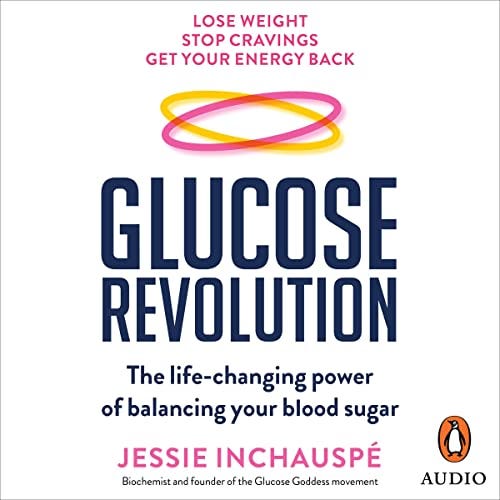 LOSE WEIGHT
STOP CRAVINGS
GET YOUR ENERGY BACK
GLUCOSE
REVOLUTION
The life-changing power
of balancing your blood sugar
JESSIE INCHAUSPÉ
Biochemist and founder of the Glucose Goddess movement
AUDIO